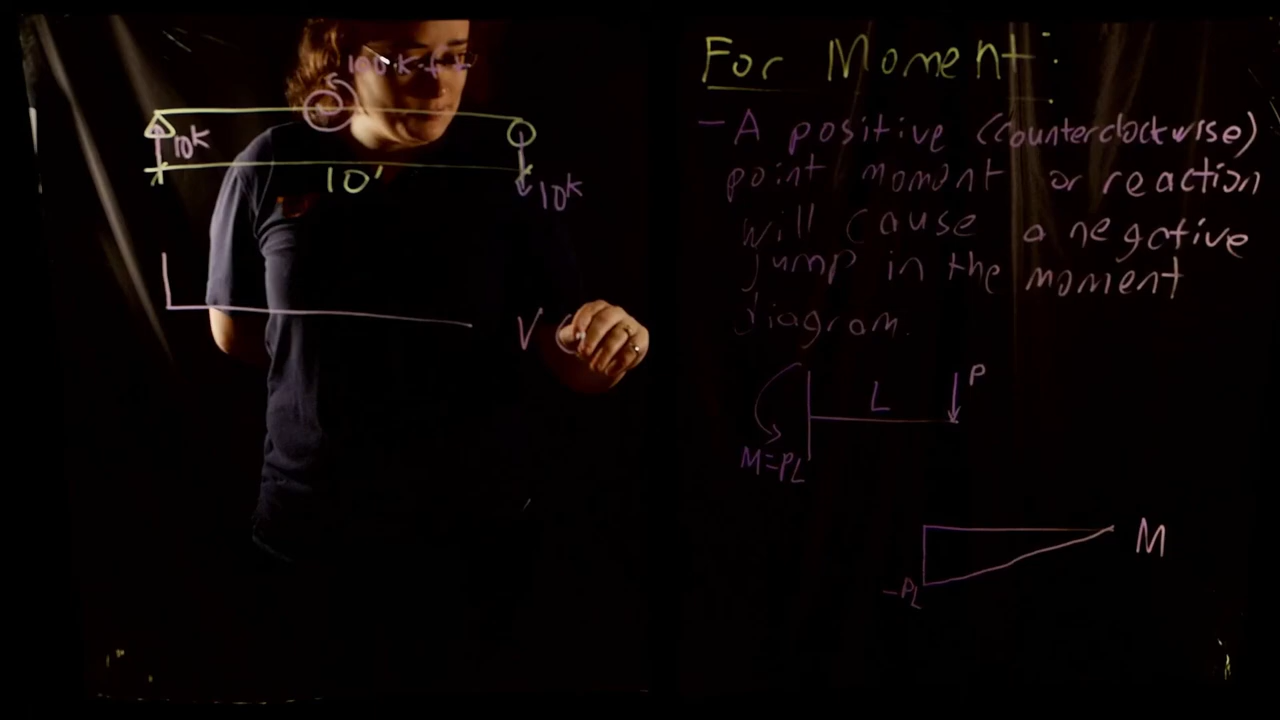 100 k-ft
10k
10'
10k
V
For Moment:
- A positive (counterclockwise)
point moment or reaction
will cause a negative
jump in the moment
diagram.
P
L
M=PL
M
-PL